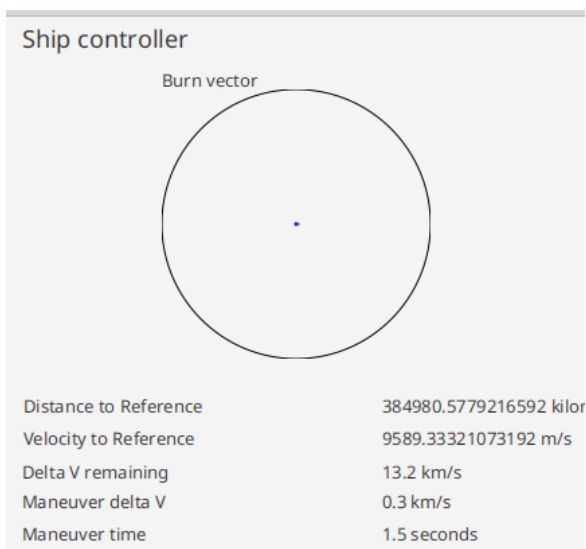 Ship controller
Burn vector
Distance to Reference 384980.5779216592 kilor
Velocity to Reference 9589.33321073192 m/s
Delta V remaining 13.2 km/s
Maneuver delta V 0.3 km/s
Maneuver time 1.5 seconds